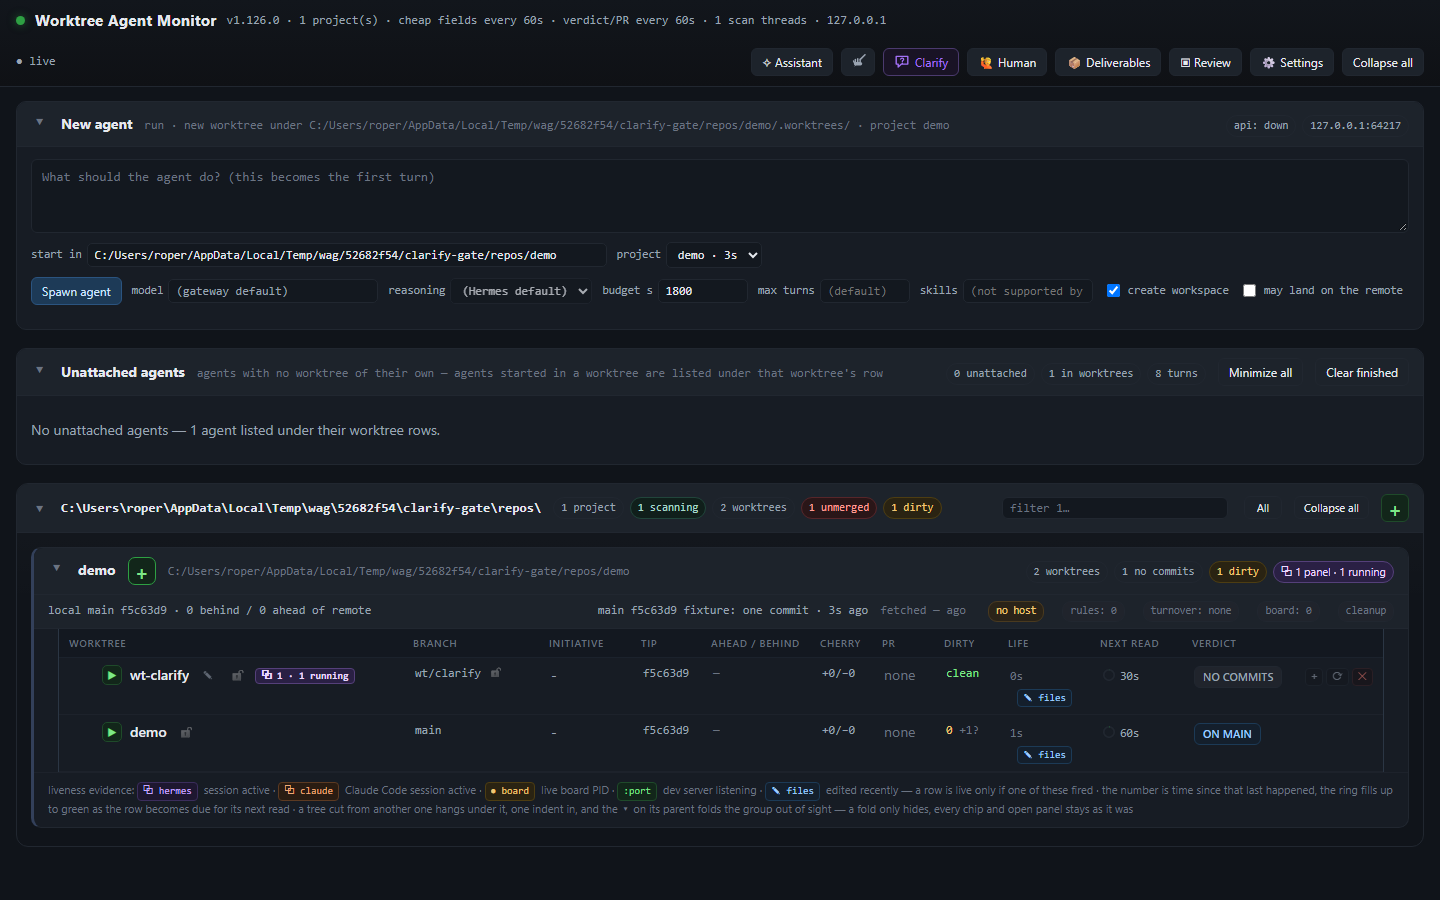 Worktree Agent Monitor v1.126.0 · 1 project(s) · cheap fields every 60s · verdict/PR every 60s · 1 scan threads · 127.0.0.1
live
Assistant Clarify Human Deliverables Review Settings Collapse all
New agent run · new worktree under C:/Users/roper/AppData/Local/Temp/wag/52682f54/clarify-gate/repos/demo/.worktrees/ · project demo api: down 127.0.0.1:64217
What should the agent do? (this becomes the first turn)
start in C:/Users/roper/AppData/Local/Temp/wag/52682f54/clarify-gate/repos/demo project demo · 3s
Spawn agent model (gateway default) reasoning (Hermes default) budget s 1800 max turns (default) skills (not supported by create workspace may land on the remote
Unattached agents agents with no worktree of their own — agents started in a worktree are listed under that worktree's row 0 unattached 1 in worktrees 8 turns Minimize all Clear finished
No unattached agents — 1 agent listed under their worktree rows.
C:\Users\roper\AppData\Local\Temp\wag\52682f54\clarify-gate\repos\ 1 project 1 scanning 2 worktrees 1 unmerged 1 dirty filter 1… All Collapse all +
demo + C:/Users/roper/AppData/Local/Temp/wag/52682f54/clarify-gate/repos/demo 2 worktrees 1 no commits 1 dirty 1 panel · 1 running
local main f5c63d9 · 0 behind / 0 ahead of remote main f5c63d9 fixture: one commit · 3s ago fetched — ago no host rules: 0 turnover: none board: 0 cleanup
WORKTREE BRANCH INITIATIVE TIP AHEAD / BEHIND CHERRY PR DIRTY LIFE NEXT READ VERDICT
wt-clarify 1 · 1 running wt/clarify - f5c63d9 — +0/−0 none clean 0s 30s NO COMMITS +
files
demo main - f5c63d9 — +0/−0 none 0 +1? 1s 60s ON MAIN
files
liveness evidence: hermes session active · claude Claude Code session active · board live board PID · :port dev server listening · files edited recently — a row is live only if one of these fired · the number is time since that last happened, the ring fills up
to green as the row becomes due for its next read · a tree cut from another one hangs under it, one indent in, and the ▾ on its parent folds the group out of sight — a fold only hides, every chip and open panel stays as it was